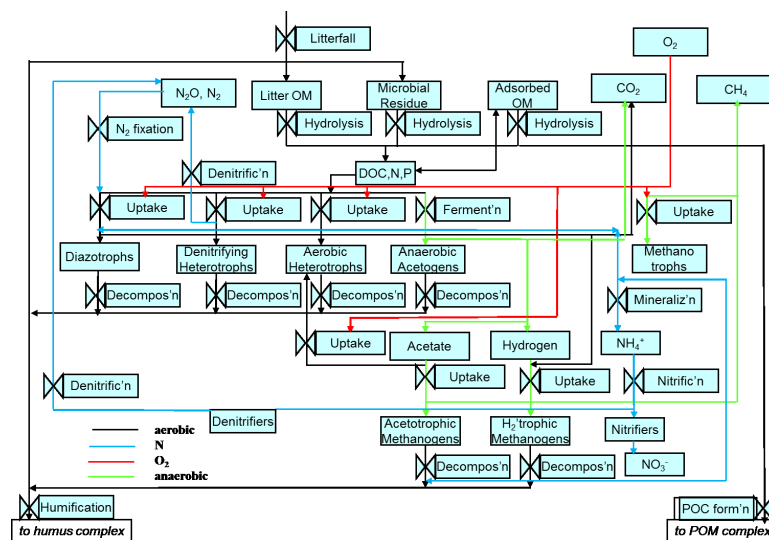 Litterfall
O2
N2O, N2
Litter OM
Microbial
Residue
Adsorbed
OM
CO2
CH4
N2 fixation
Hydrolysis
Hydrolysis
Hydrolysis
Denitrific'n
DOC,N,P
Uptake
Uptake
Uptake
Ferment'n
Uptake
Diazotrophs
Denitrifying
Heterotrophs
Aerobic
Heterotrophs
Anaerobic
Acetogens
Methano
trophs
Decompos'n
Decompos'n
Decompos'n
Decompos'n
Mineraliz'n
Uptake
Acetate
Hydrogen
NH4+
Denitrific'n
Uptake
Uptake
Nitrific'n
Denitrifiers
Acetotrophic
Methanogens
H2'trophic
Methanogens
Nitrifiers
aerobic
N
O2
anaerobic
Decompos'n
Decompos'n
NO3-
Humification
POC form'n
to humus complex
to POM complex